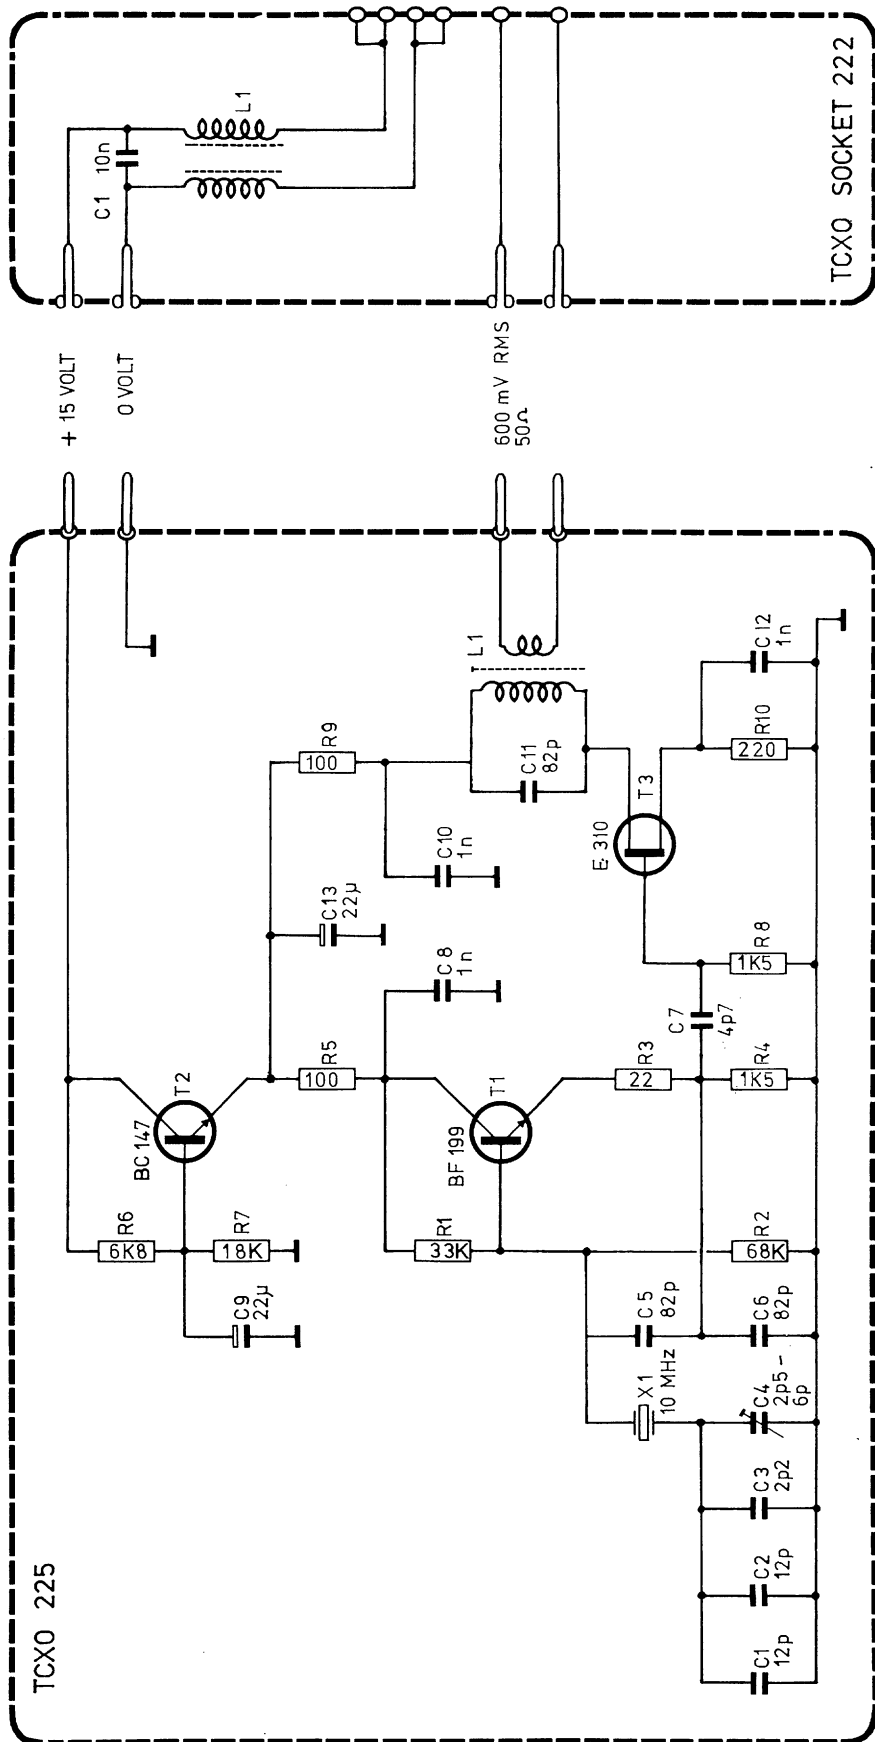 TCXO 225
C1
12p
C2
12p
C3
2p2
C4
2p5 –
6p
X1
10 MHz
C5
82p
C6
82p
C9
22µ
R6
6K8
R7
18K
R1
33K
R2
68K
BC 147
T2
BF 199
T1
R5
100
R3
22
R4
1K5
C7
4p7
R8
1K5
C8
1n
C13
22µ
C10
1n
R9
100
C11
82p
L1
E 310
T3
R10
220
C12
1n
+ 15 VOLT
0 VOLT
600 mV RMS
50Ω
C1
10n
L1
TCXO SOCKET 222